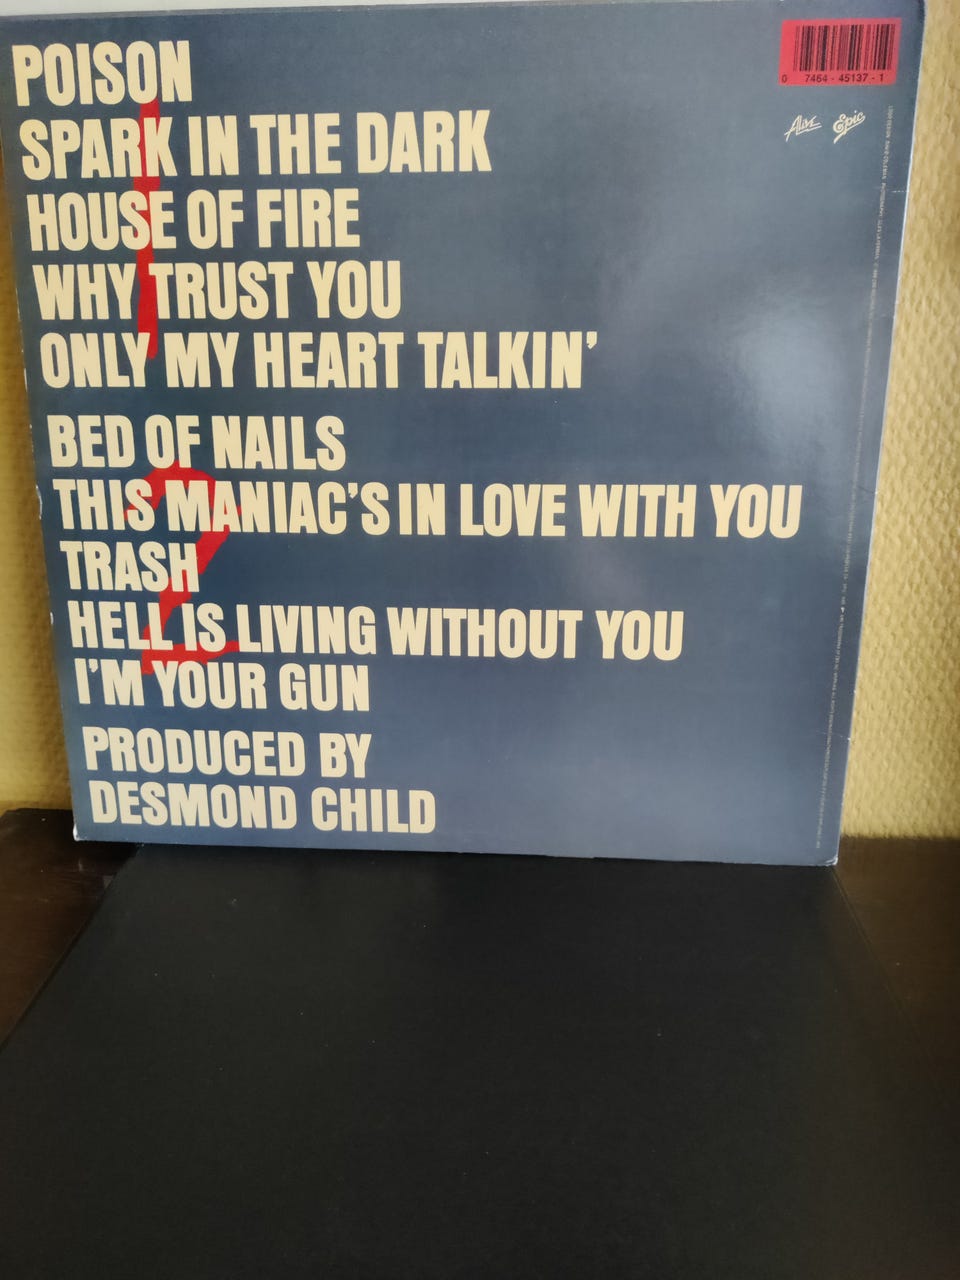 POISON
SPARK IN THE DARK
HOUSE OF FIRE
WHY TRUST YOU
ONLY MY HEART TALKIN'
1
BED OF NAILS
THIS MANIAC'S IN LOVE WITH YOU
TRASH
HELL IS LIVING WITHOUT YOU
I'M YOUR GUN
2
PRODUCED BY
DESMOND CHILD
0 7464 - 45137 - 1
Alive Epic